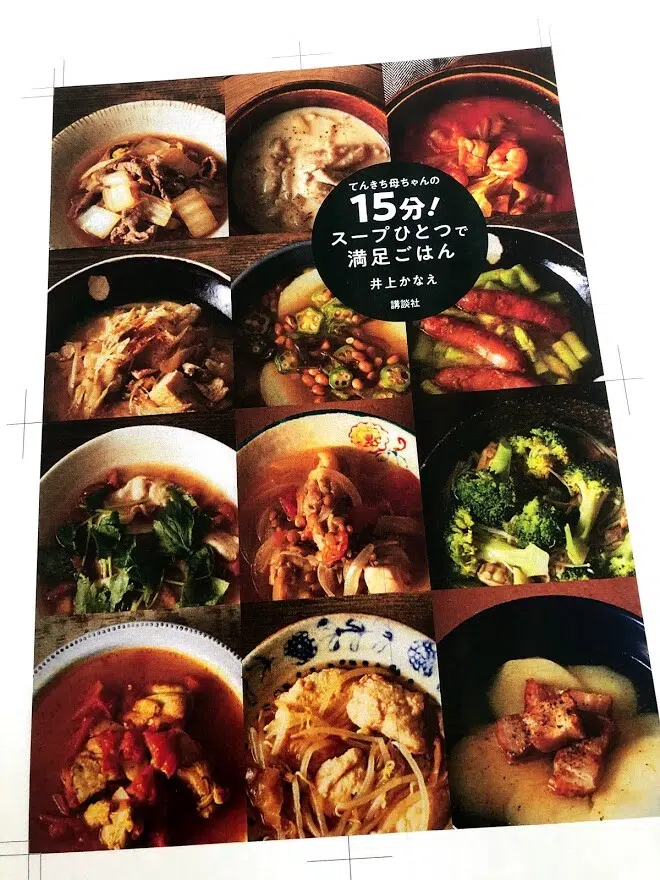 てんきち母ちゃんの
15分!
スープひとつで
満足ごはん
井上かなえ
講談社